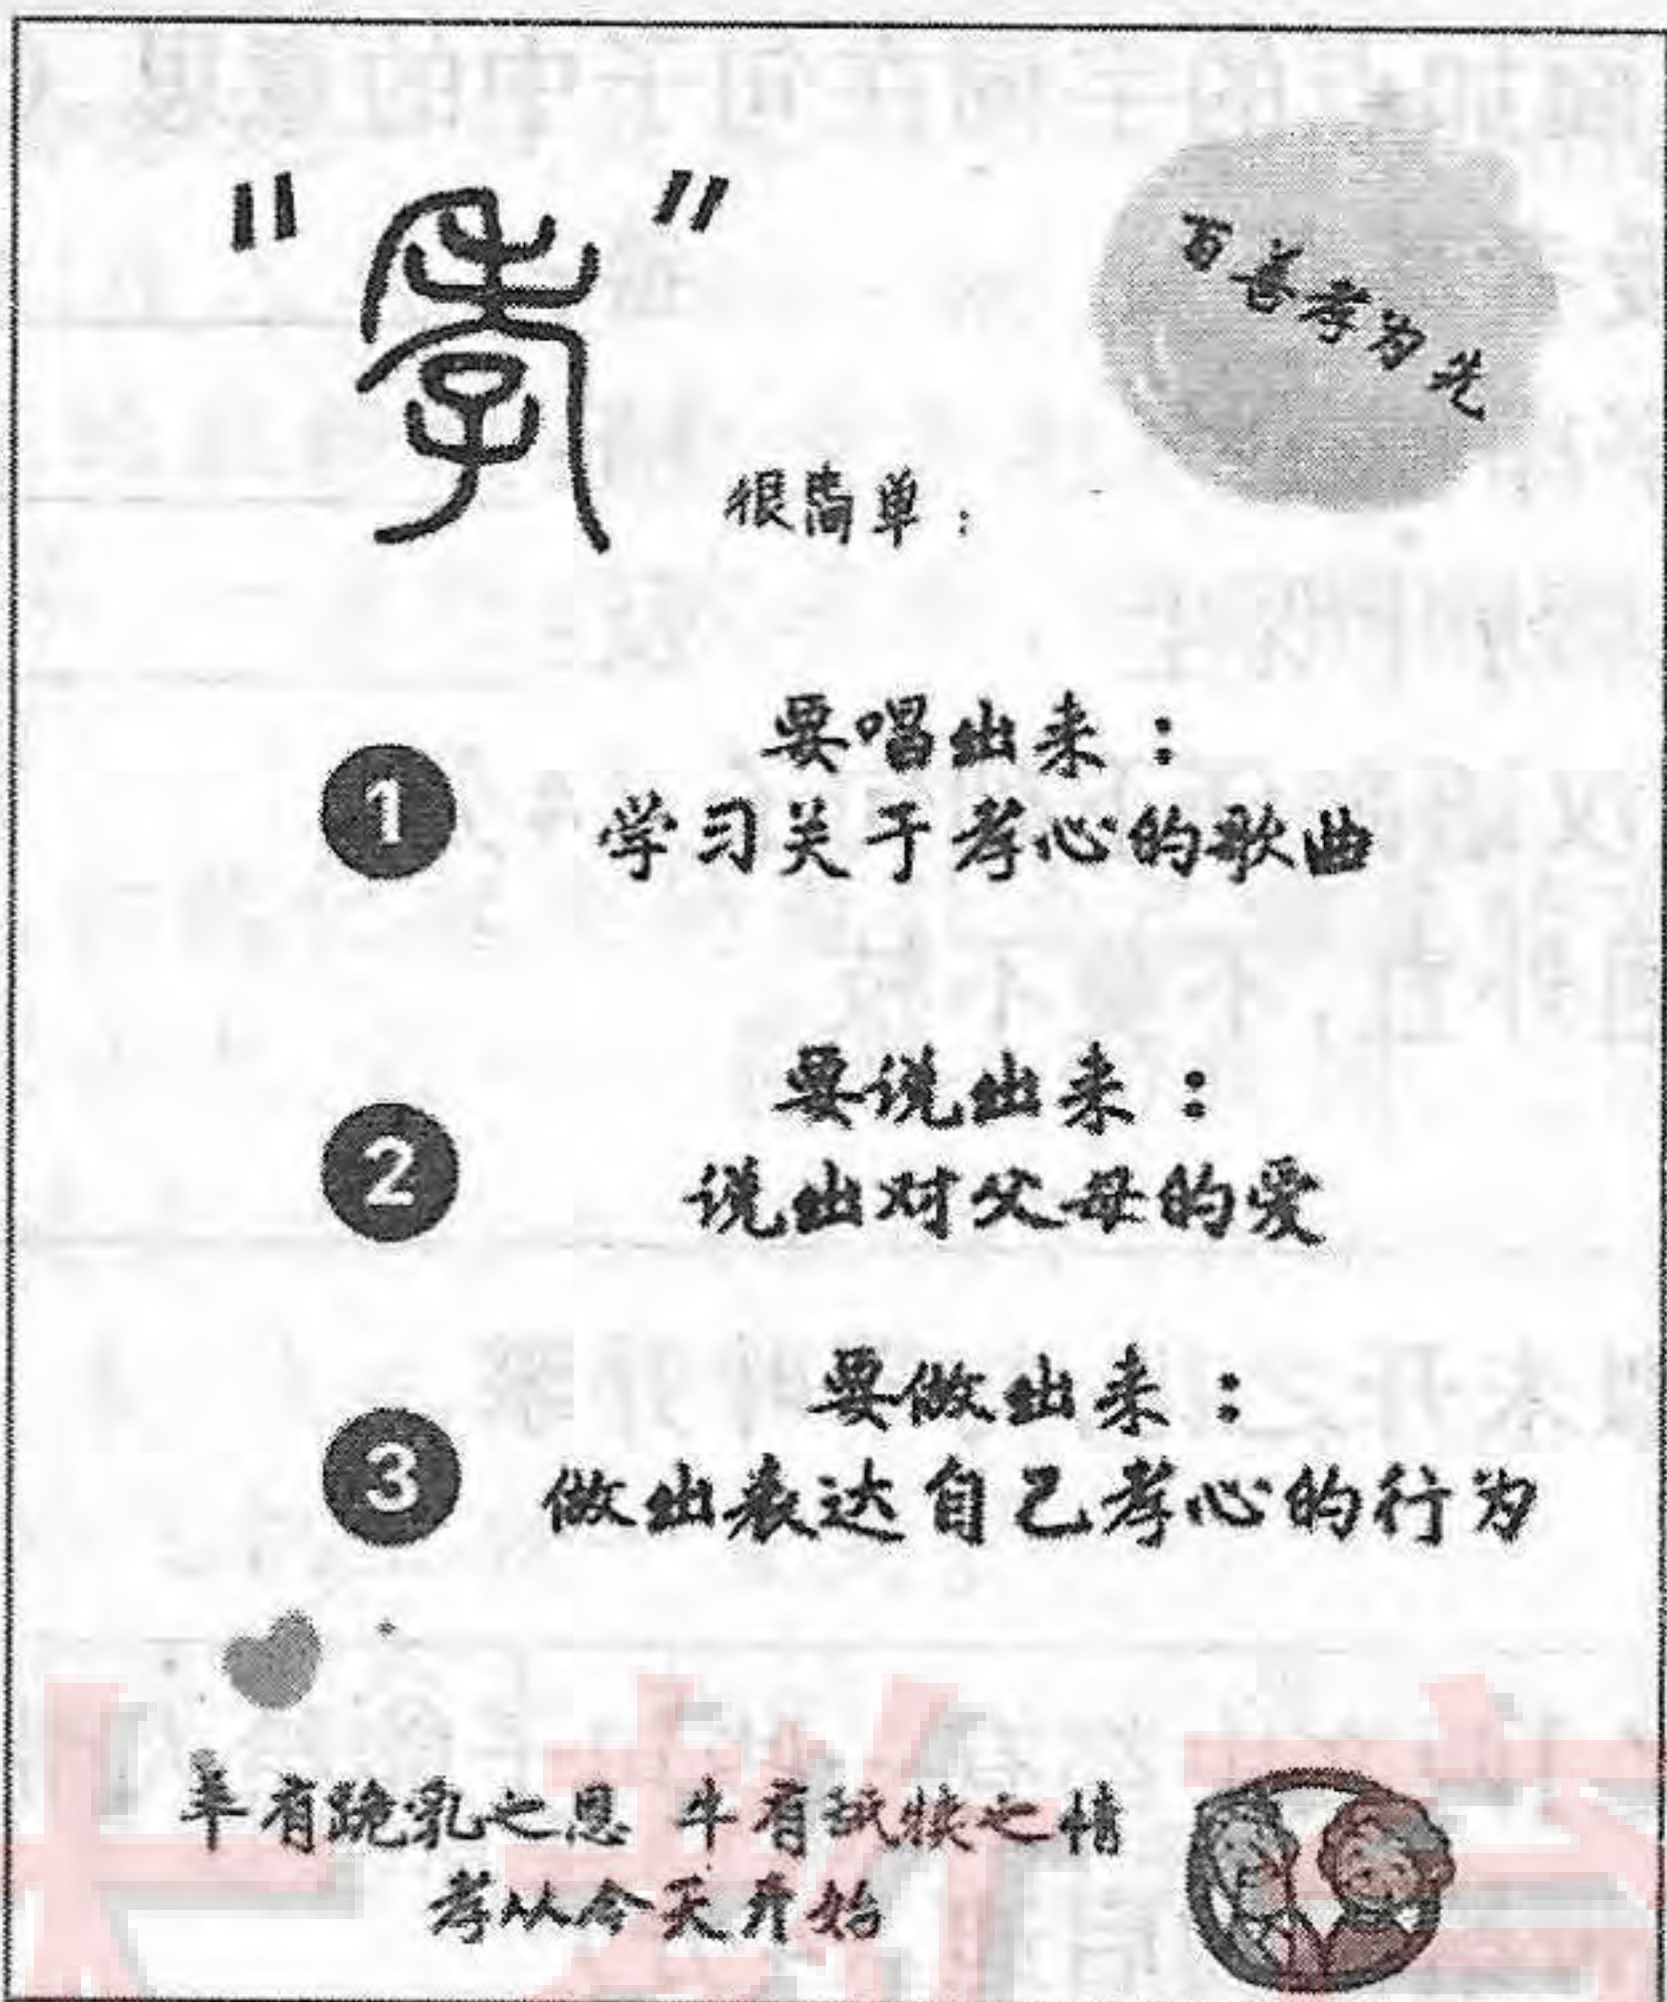 “孝”
百善孝为先
很简单：
1
要唱出来：
学习关于孝心的歌曲
2
要说出来：
说出对父母的爱
3
要做出来：
做出表达自己孝心的行为
羊有跪乳之恩 牛有舐犊之情
孝从今天开始